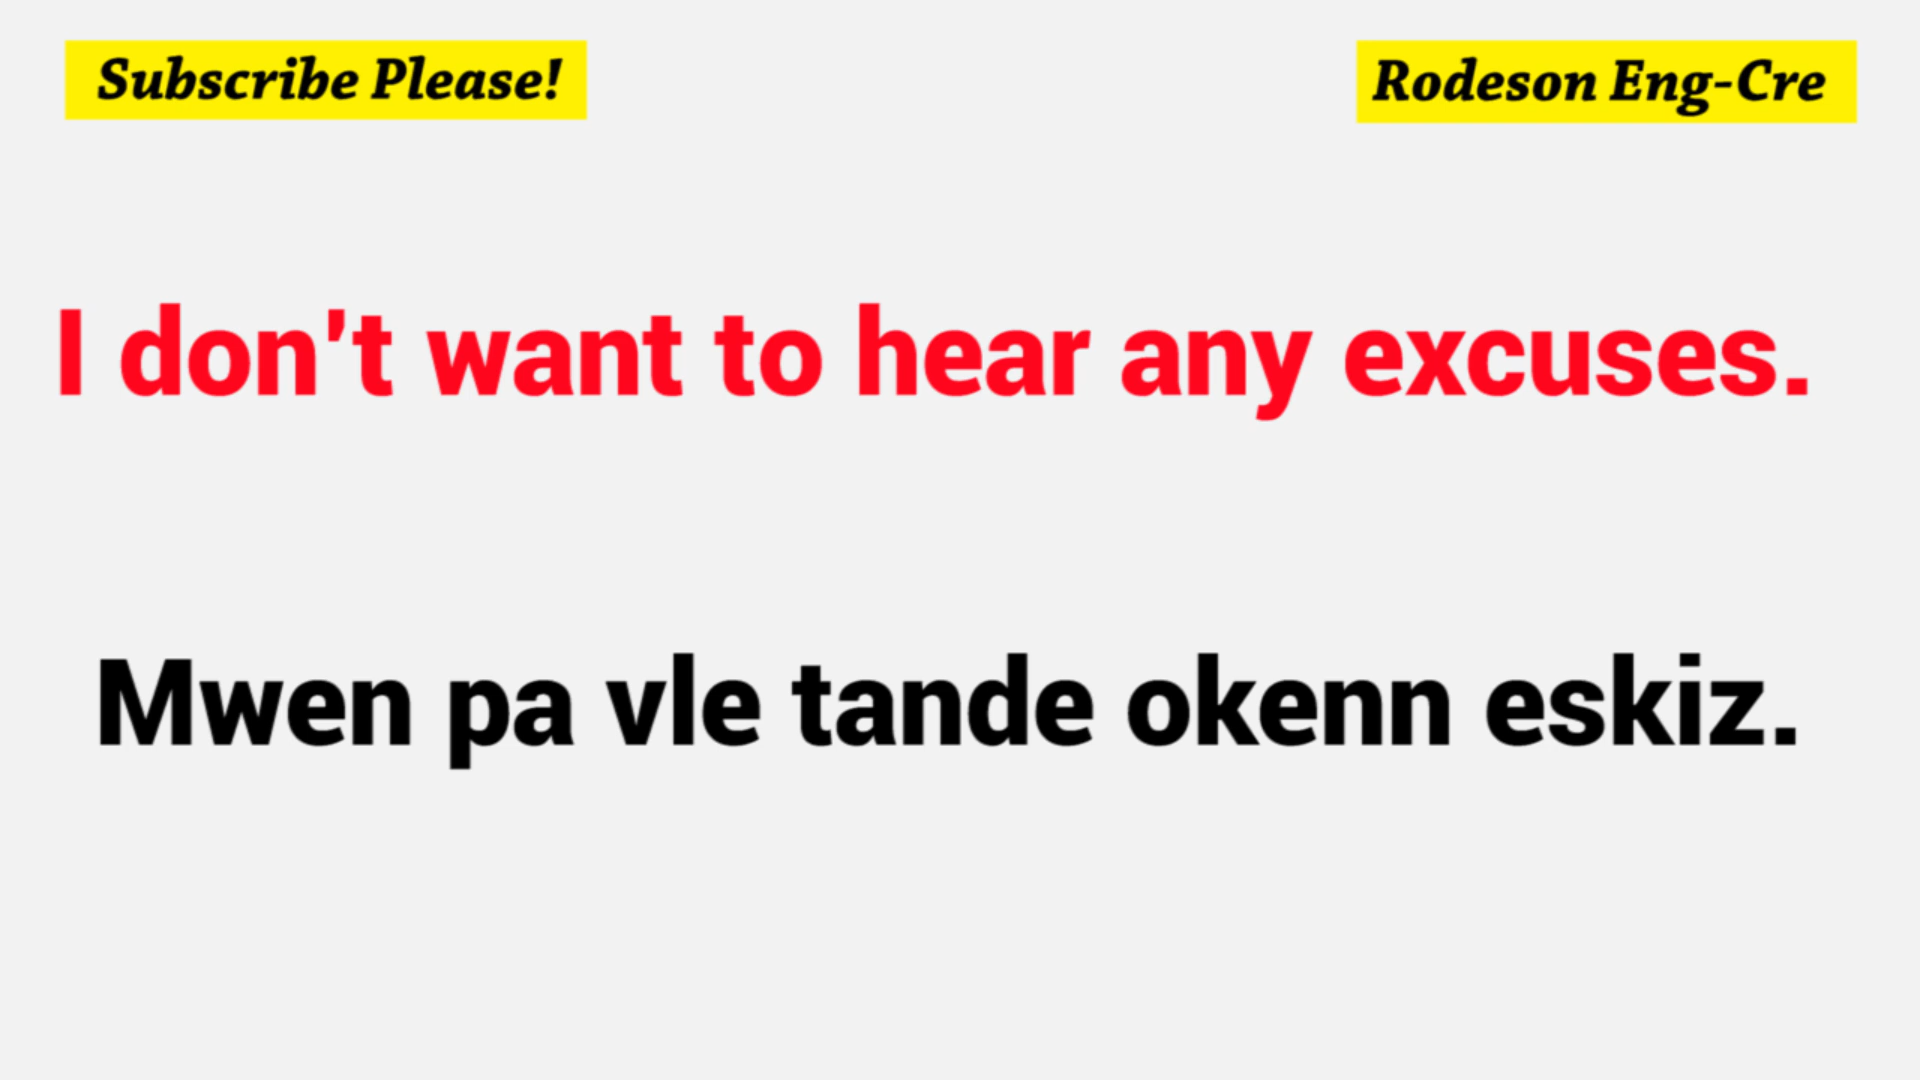 Subscribe Please!
Rodeson Eng-Cre
I don't want to hear any excuses.
Mwen pa vle tande okenn eskiz.